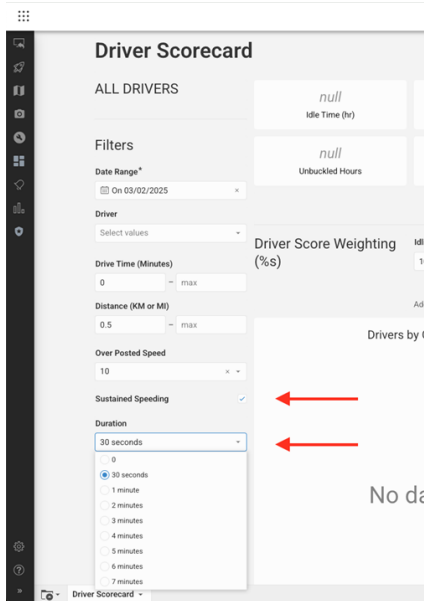 Driver Scorecard
ALL DRIVERS
null
Idle Time (hr)
Filters
null
Unbuckled Hours
Date Range*
On 03/02/2025 ×
Driver
Select values
Driver Score Weighting
(%s)
Drive Time (Minutes)
0 – max
Distance (KM or MI)
0.5 – max
Drivers by
Over Posted Speed
10 ×
Sustained Speeding
Duration
30 seconds
0
30 seconds
1 minute
2 minutes
3 minutes
4 minutes
5 minutes
6 minutes
7 minutes
No da
Driver Scorecard